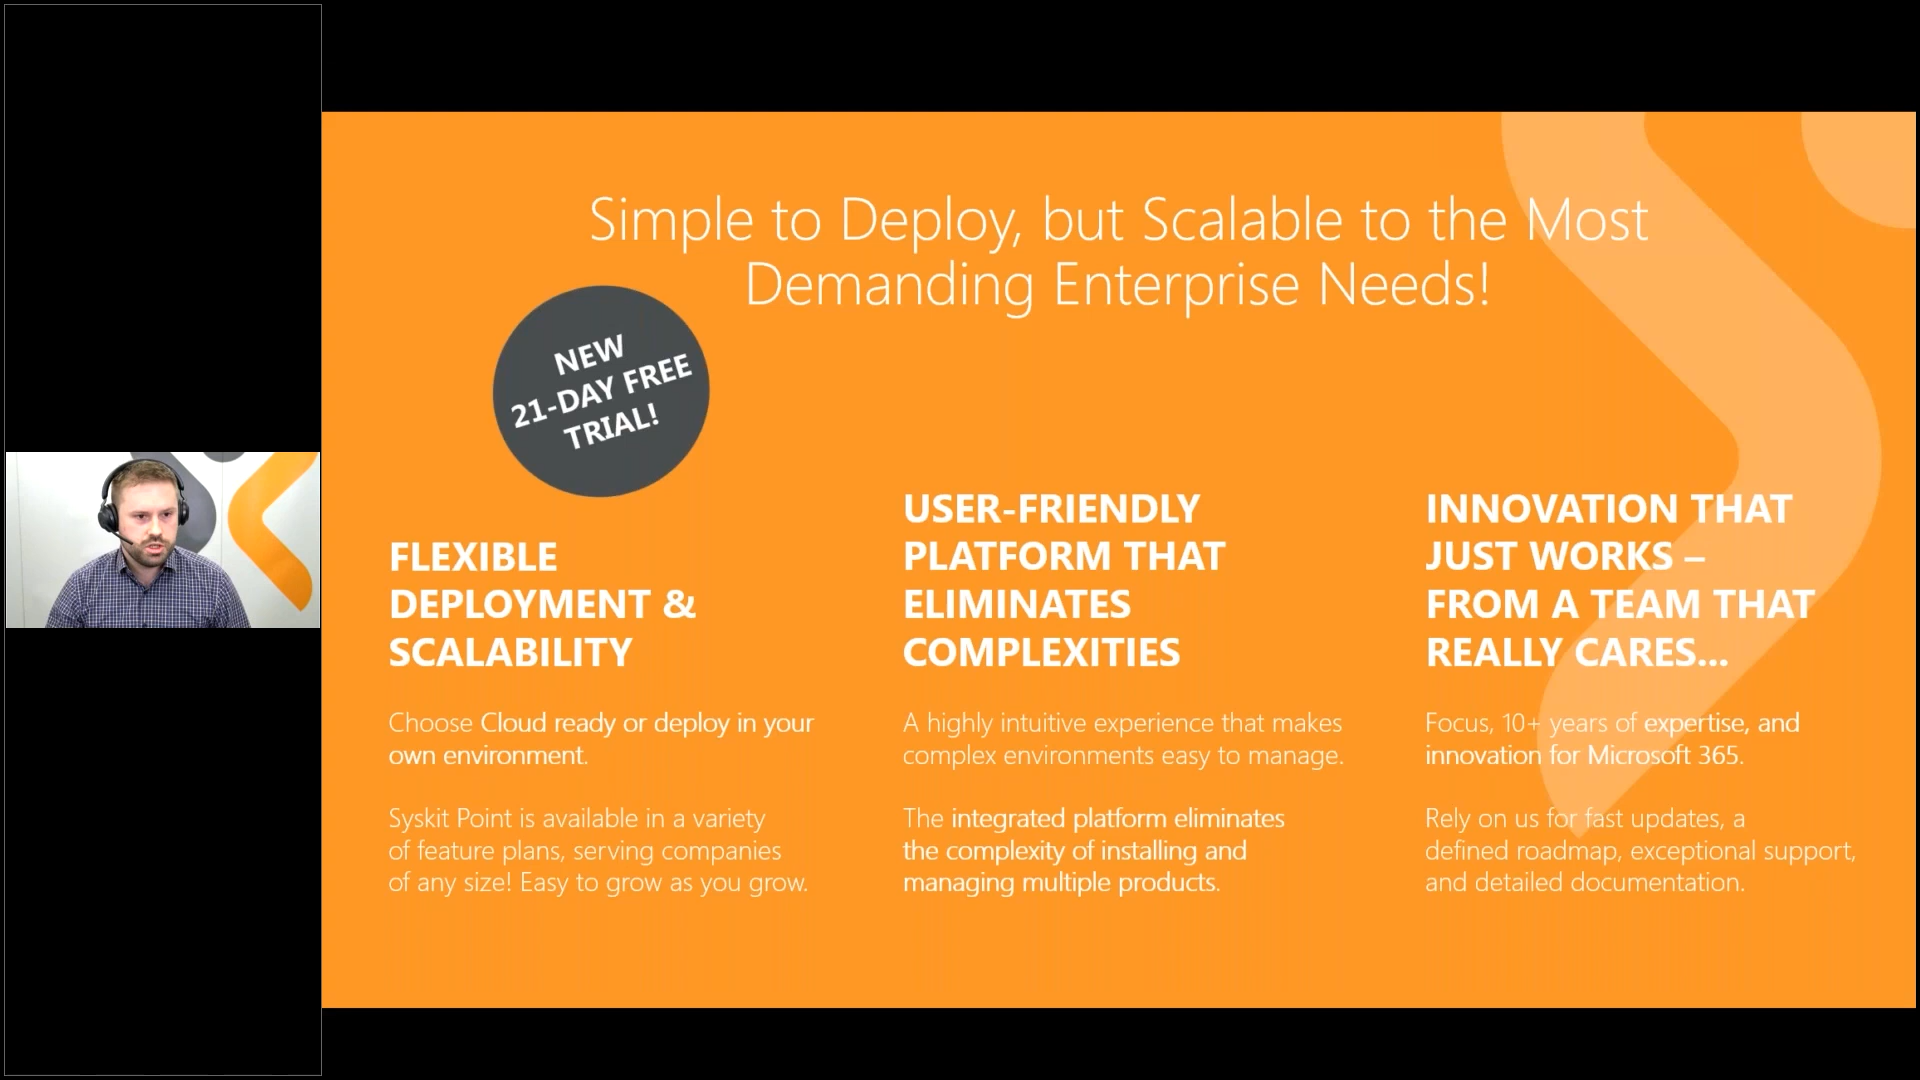 Simple to Deploy, but Scalable to the Most
Demanding Enterprise Needs!
NEW
21-DAY FREE
TRIAL!
FLEXIBLE
DEPLOYMENT &
SCALABILITY
Choose Cloud ready or deploy in your
own environment.
Syskit Point is available in a variety
of feature plans, serving companies
of any size! Easy to grow as you grow.
USER-FRIENDLY
PLATFORM THAT
ELIMINATES
COMPLEXITIES
A highly intuitive experience that makes
complex environments easy to manage.
The integrated platform eliminates
the complexity of installing and
managing multiple products.
INNOVATION THAT
JUST WORKS –
FROM A TEAM THAT
REALLY CARES...
Focus, 10+ years of expertise, and
innovation for Microsoft 365.
Rely on us for fast updates, a
defined roadmap, exceptional support,
and detailed documentation.